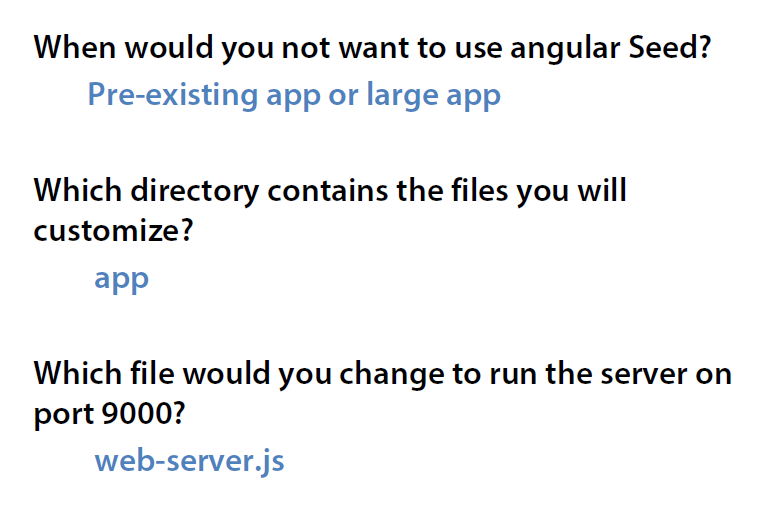 When would you not want to use angular Seed?
Pre-existing app or large app
Which directory contains the files you will
customize?
app
Which file would you change to run the server on
port 9000?
web-server.js